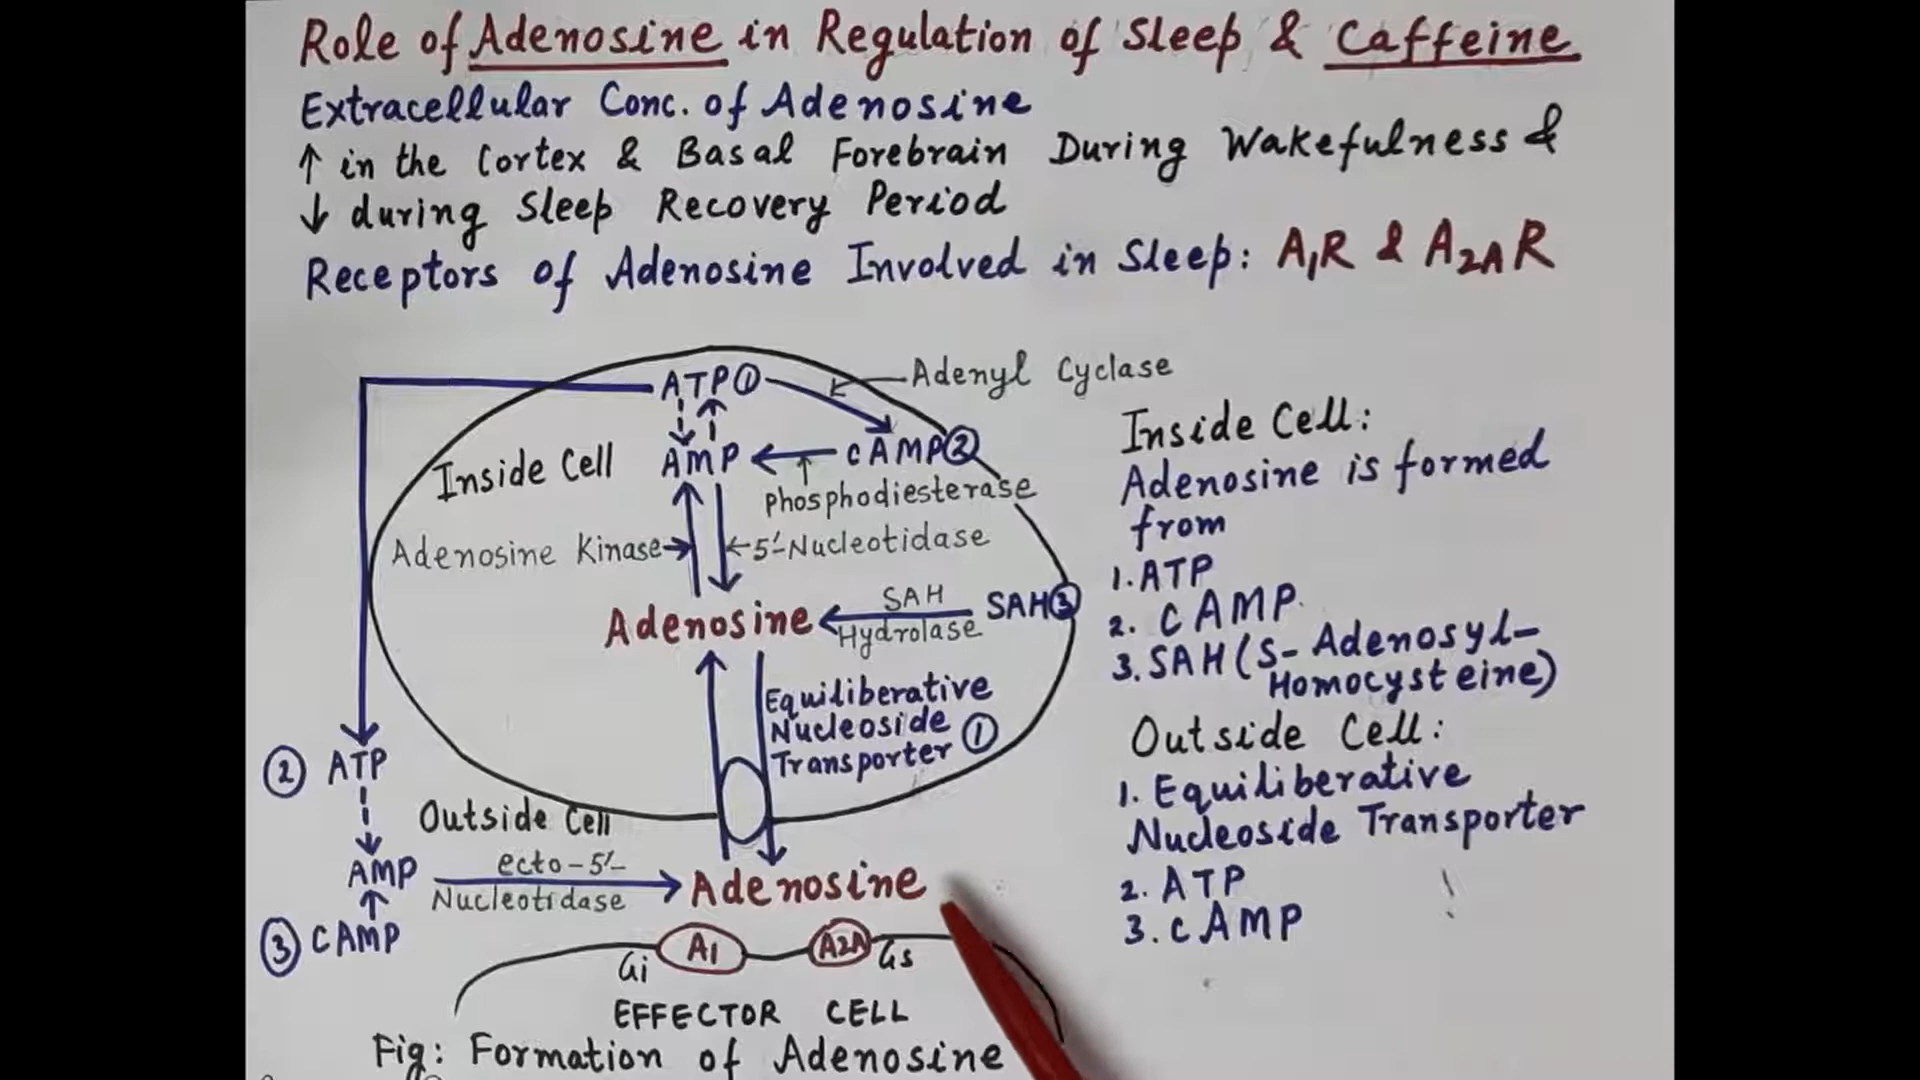 Role of Adenosine in Regulation of Sleep & Caffeine
Extracellular Conc. of Adenosine
↑ in the Cortex & Basal Forebrain During Wakefulness &
↓ during Sleep Recovery Period
Receptors of Adenosine Involved in Sleep: A1R & A2AR
ATP①
Adenyl Cyclase
Inside Cell
AMP
cAMP②
Phosphodiesterase
Adenosine Kinase
5'-Nucleotidase
Adenosine
SAH
Hydrolase
SAH③
Equiliberative
Nucleoside
Transporter ①
② ATP
Outside Cell
AMP
ecto-5'-
Nucleotidase
Adenosine
③ CAMP
Gi
A1
A2A
Gs
EFFECTOR CELL
Fig: Formation of Adenosine
Inside Cell:
Adenosine is formed
from
1. ATP
2. CAMP
3. SAH (S-Adenosyl-
Homocysteine)
Outside Cell:
1. Equiliberative
Nucleoside Transporter
2. ATP
3. CAMP